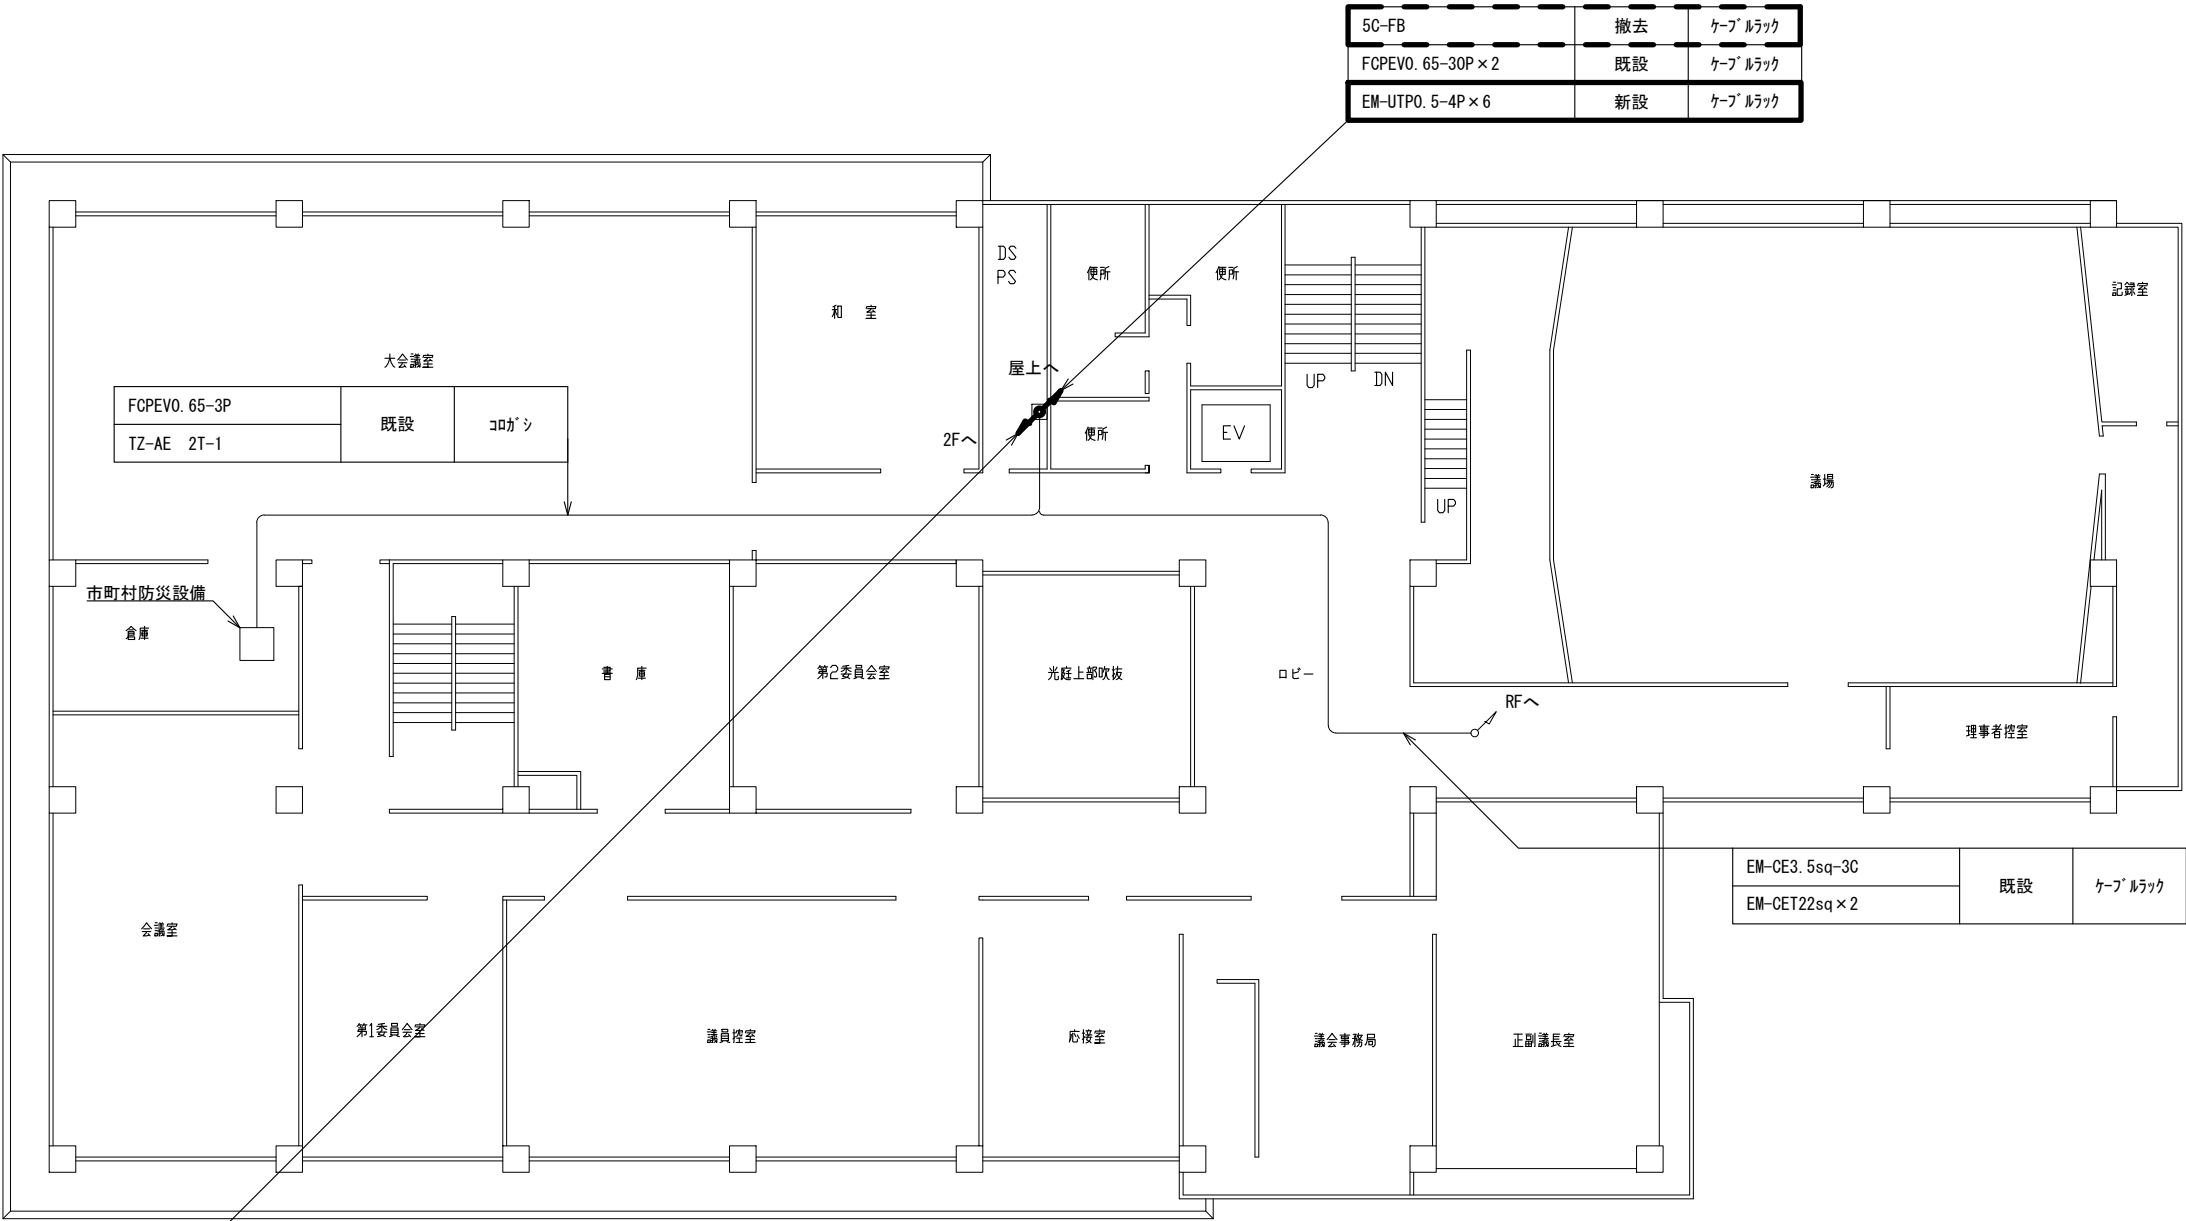 5C-FB 撤去 ケーブルラック
FCPEV0.65-30P×2 既設 ケーブルラック
EM-UTP0.5-4P×6 新設 ケーブルラック
DS
PS
便所
便所
記録室
和 室
大会議室
屋上へ
UP
DN
FCPEV0.65-3P
TZ-AE 2T-1
既設
コロガシ
2Fへ
便所
EV
議場
UP
市町村防災設備
倉庫
書 庫
第2委員会室
光庭上部吹抜
ロビー
RFへ
理事者控室
EM-CE3.5sq-3C
EM-CET22sq×2
既設
ケーブルラック
会議室
第1委員会室
議員控室
応接室
議会事務局
正副議長室